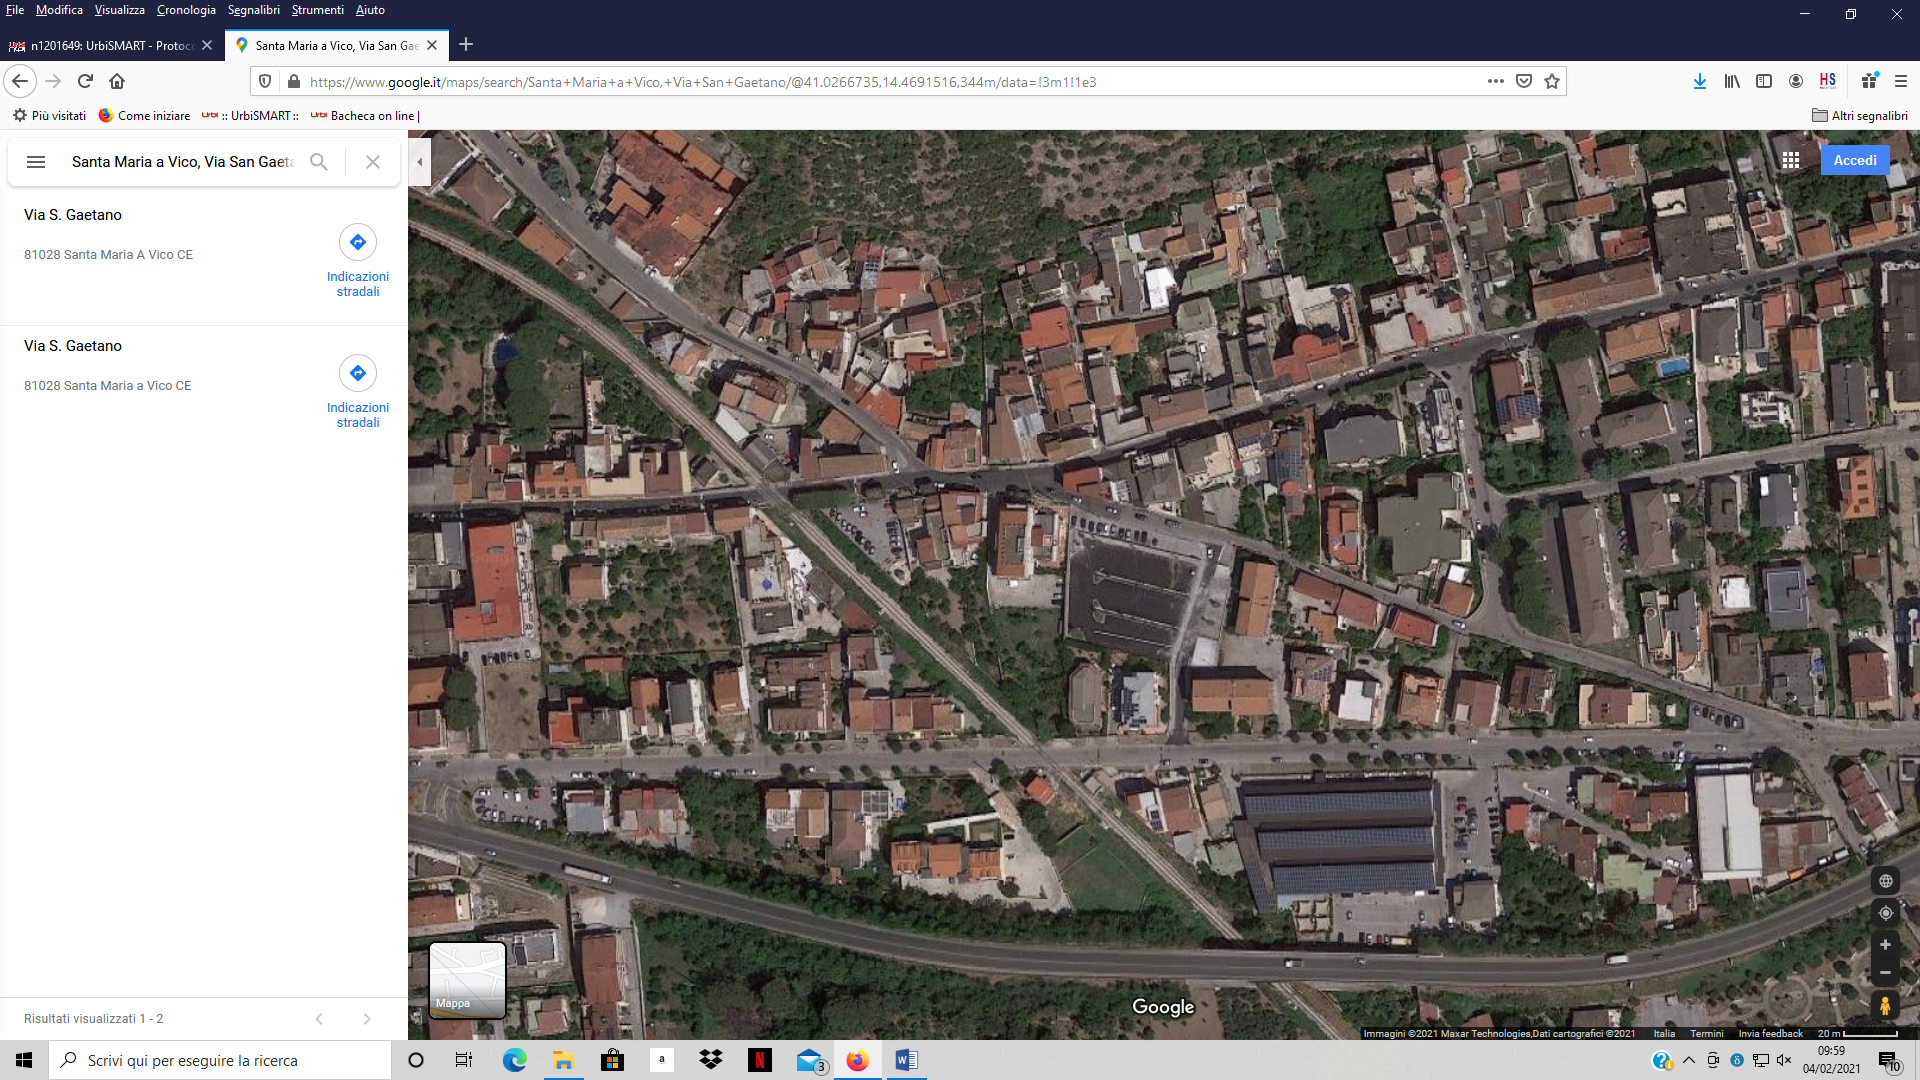 File Modifica Visualizza Cronologia Segnalibri Strumenti Aiuto
n1201649: UrbiSMART - Protoco
Santa Maria a Vico, Via San Gae
https://www.google.it/maps/search/Santa+Maria+a+Vico,+Via+San+Gaetano/@41.0266735,14.4691516,344m/data=!3m1!1e3
HS
Più visitati
Come iniziare
:: UrbiSMART ::
Bacheca on line |
Altri segnalibri
Santa Maria a Vico, Via San Gaeta
Accedi
Via S. Gaetano
81028 Santa Maria A Vico CE
Indicazioni
stradali
Via S. Gaetano
81028 Santa Maria a Vico CE
Indicazioni
stradali
Mappa
Google
Risultati visualizzati 1 - 2
Immagini ©2021 Maxar Technologies,Dati cartografici ©2021 Italia Termini Invia feedback 20 m
Scrivi qui per eseguire la ricerca
a
N
3
W
09:59
04/02/2021
10